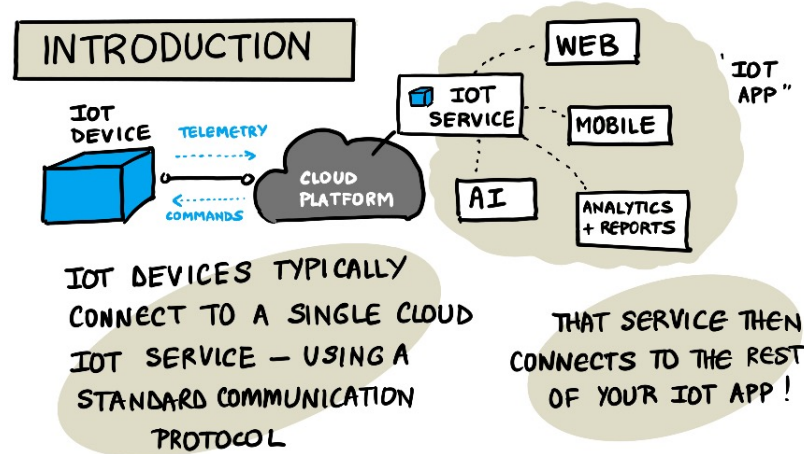 INTRODUCTION
IOT
DEVICE
TELEMETRY
COMMANDS
CLOUD
PLATFORM
IOT
SERVICE
WEB
MOBILE
AI
ANALYTICS
+ REPORTS
'IOT
APP"
IOT DEVICES TYPICALLY
CONNECT TO A SINGLE CLOUD
IOT SERVICE — USING A
STANDARD COMMUNICATION
PROTOCOL
THAT SERVICE THEN
CONNECTS TO THE REST
OF YOUR IOT APP!